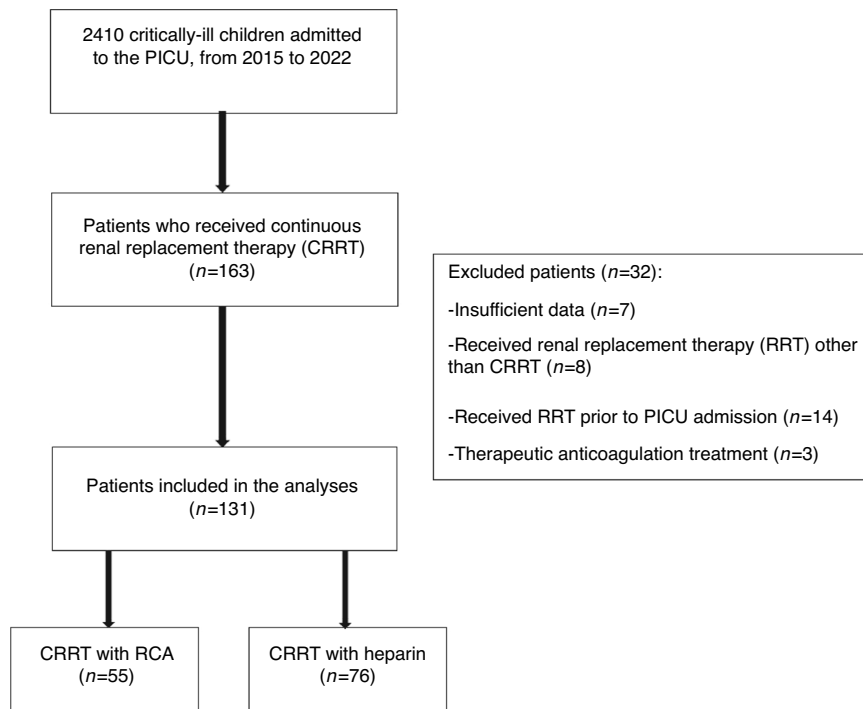 2410 critically-ill children admitted
to the PICU, from 2015 to 2022
Patients who received continuous
renal replacement therapy (CRRT)
(n=163)
Excluded patients (n=32):
-Insufficient data (n=7)
-Received renal replacement therapy (RRT) other
than CRRT (n=8)
-Received RRT prior to PICU admission (n=14)
-Therapeutic anticoagulation treatment (n=3)
Patients included in the analyses
(n=131)
CRRT with RCA
(n=55)
CRRT with heparin
(n=76)